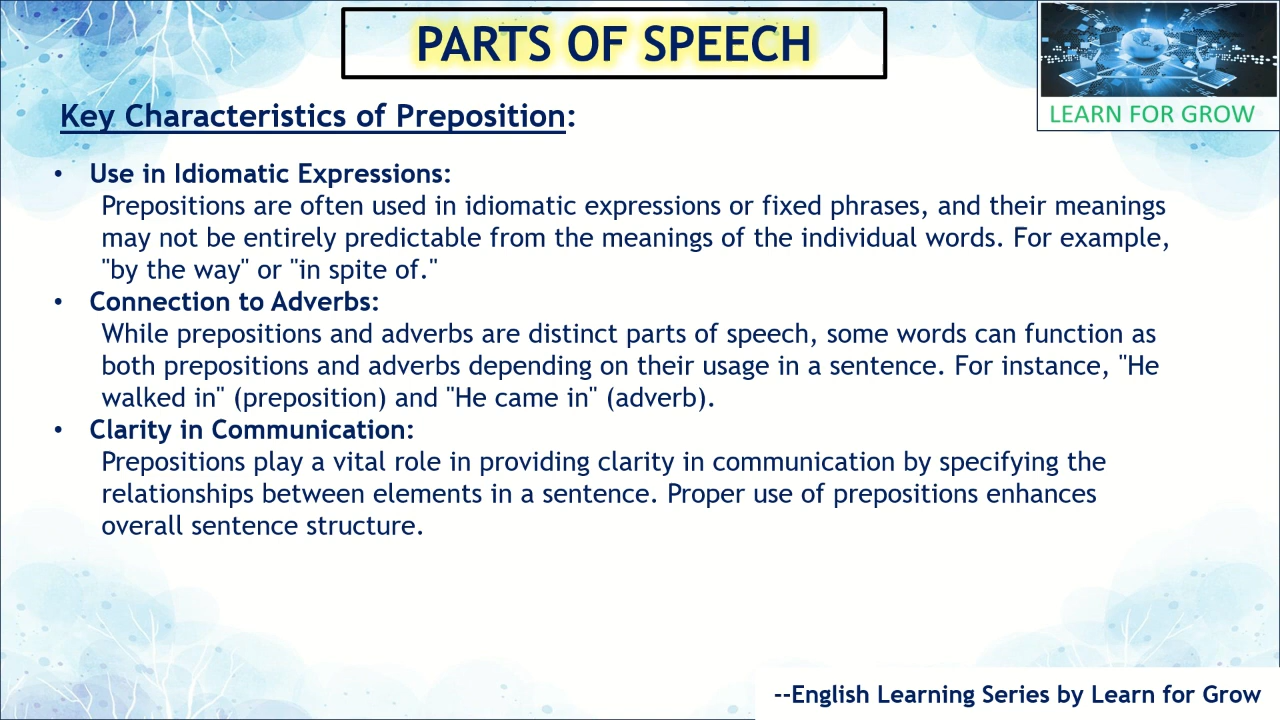 PARTS OF SPEECH
LEARN FOR GROW
Key Characteristics of Preposition:
• Use in Idiomatic Expressions:
Prepositions are often used in idiomatic expressions or fixed phrases, and their meanings
may not be entirely predictable from the meanings of the individual words. For example,
"by the way" or "in spite of."
• Connection to Adverbs:
While prepositions and adverbs are distinct parts of speech, some words can function as
both prepositions and adverbs depending on their usage in a sentence. For instance, "He
walked in" (preposition) and "He came in" (adverb).
• Clarity in Communication:
Prepositions play a vital role in providing clarity in communication by specifying the
relationships between elements in a sentence. Proper use of prepositions enhances
overall sentence structure.
--English Learning Series by Learn for Grow